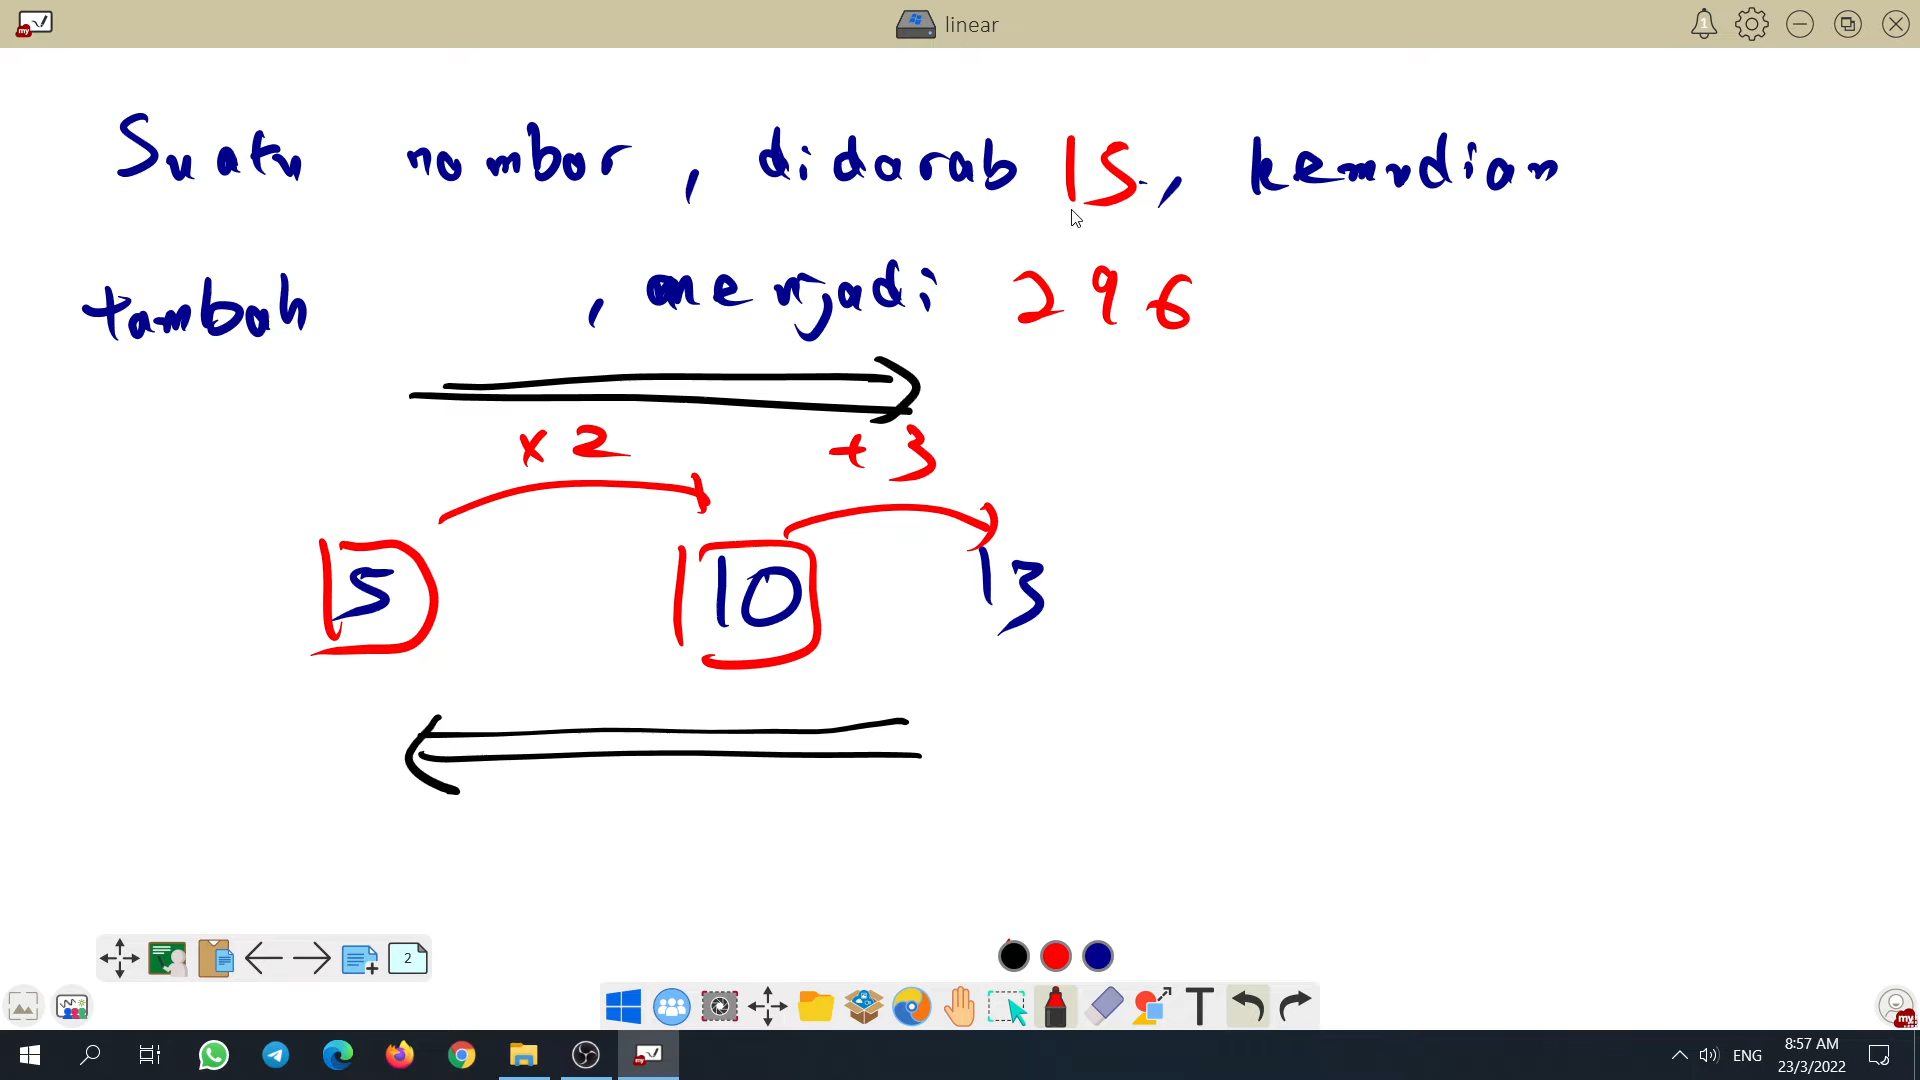 linear
Suatu nombor, didarab 15, kemudian
tambah , menjadi 296
x 2 + 3
5 10 13
2
ENG
8:57 AM
23/3/2022